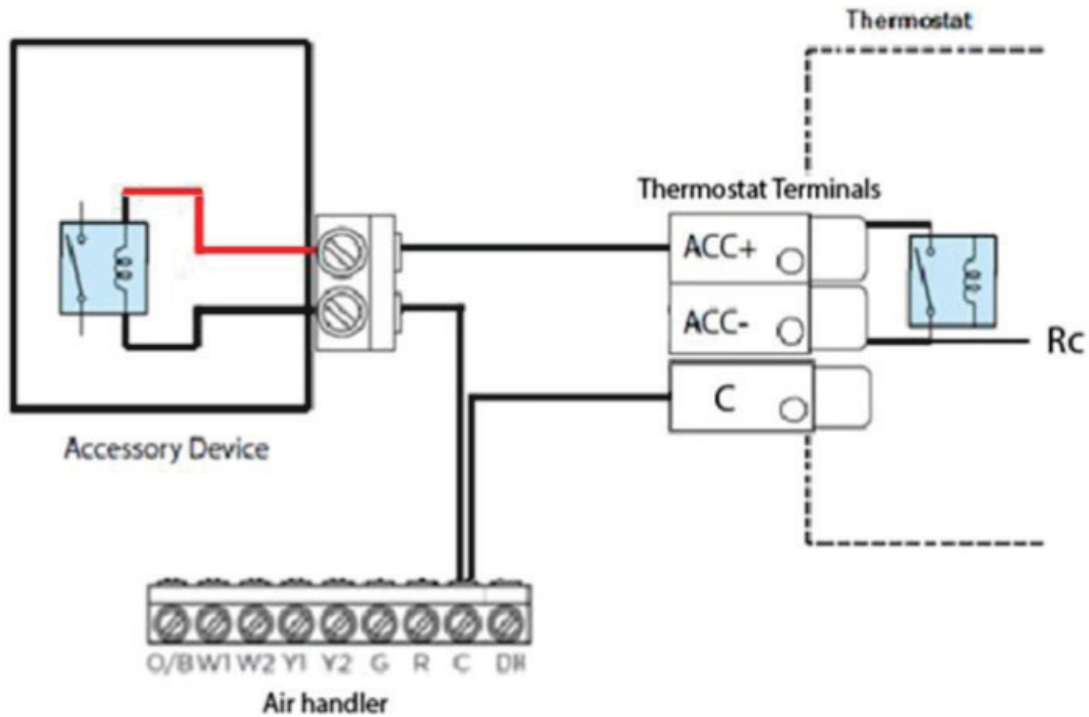 Thermostat
Thermostat Terminals
ACC+
ACC-
Rc
C
Accessory Device
O/B W1 W2 Y1 Y2 G R C DH
Air handler